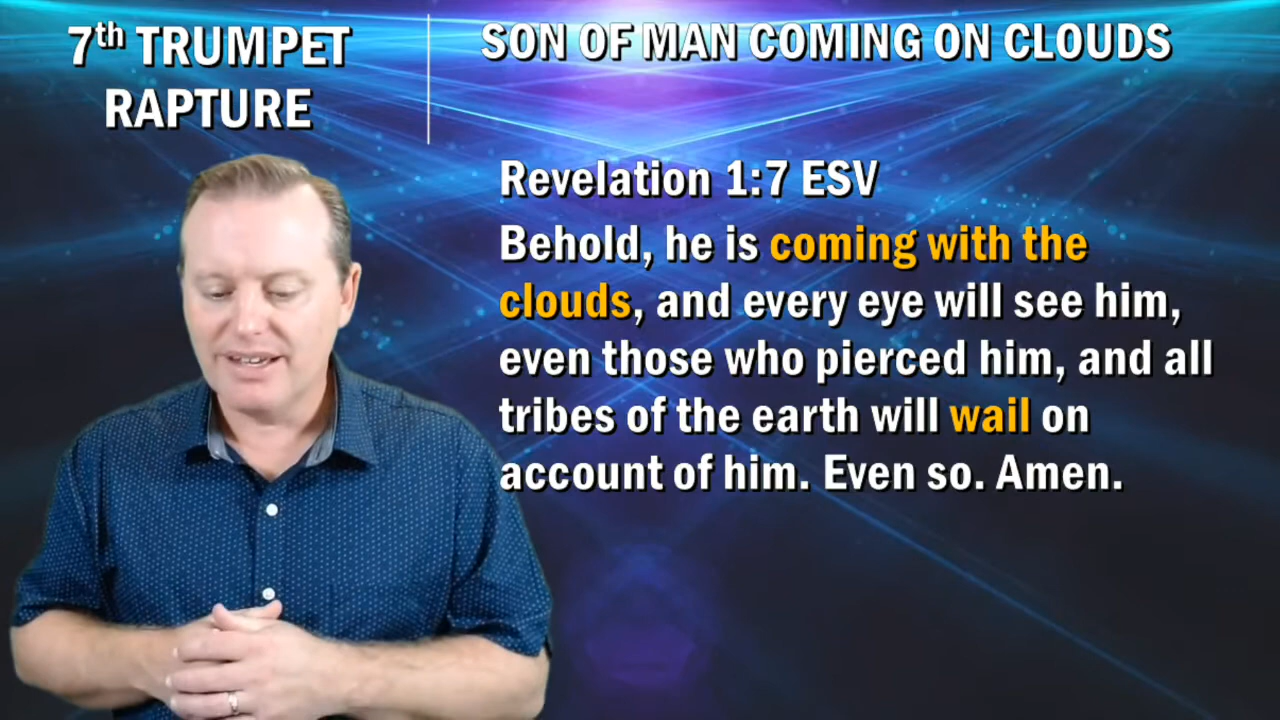 7th TRUMPET
RAPTURE
SON OF MAN COMING ON CLOUDS
Revelation 1:7 ESV
Behold, he is coming with the
clouds, and every eye will see him,
even those who pierced him, and all
tribes of the earth will wail on
account of him. Even so. Amen.